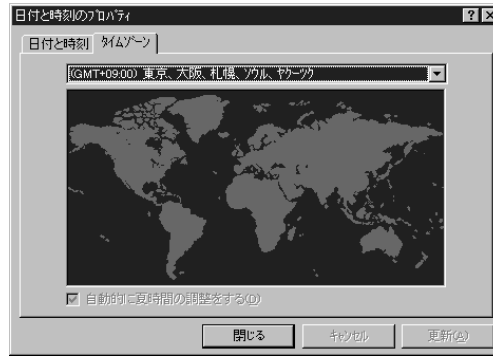 日付と時刻のﾌﾟﾛﾊﾟﾃｨ
日付と時刻 ﾀｲﾑｿﾞｰﾝ
(GMT+09:00) 東京、大阪、札幌、ソウル、ヤクーツク
自動的に夏時間の調整をする(D)
閉じる ｷｬﾝｾﾙ 更新(A)